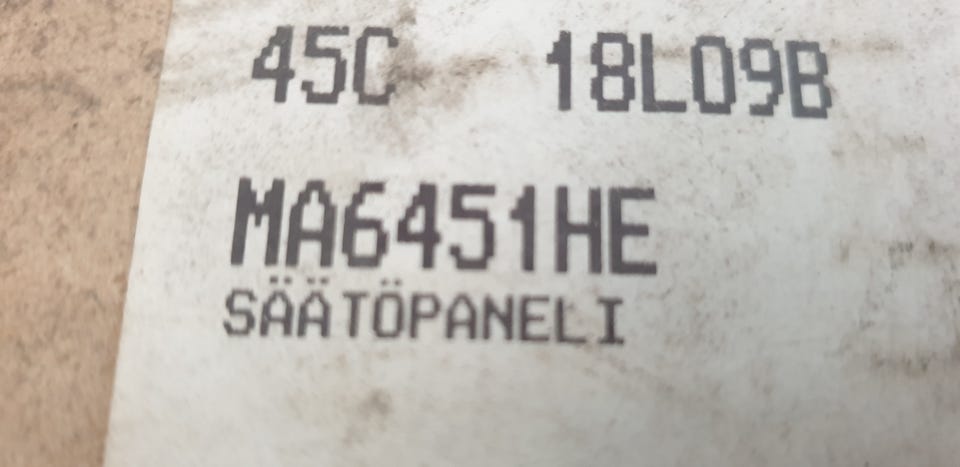 45C 18L09B
MA6451HE
SÄÄTÖPANELI